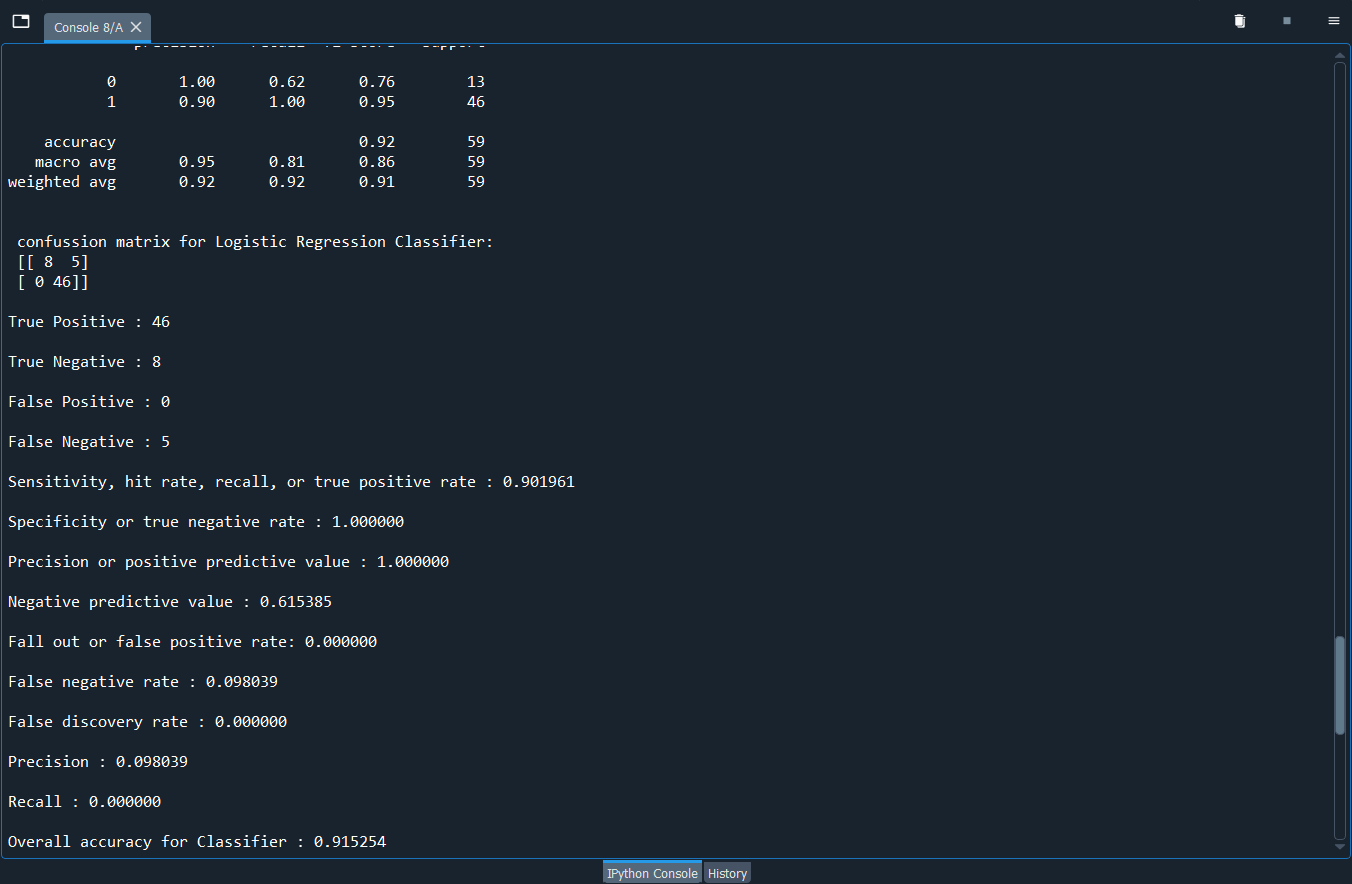 Console 8/A
0 1.00 0.62 0.76 13
1 0.90 1.00 0.95 46
accuracy 0.92 59
macro avg 0.95 0.81 0.86 59
weighted avg 0.92 0.92 0.91 59
confussion matrix for Logistic Regression Classifier:
[[ 8 5]
[ 0 46]]
True Positive : 46
True Negative : 8
False Positive : 0
False Negative : 5
Sensitivity, hit rate, recall, or true positive rate : 0.901961
Specificity or true negative rate : 1.000000
Precision or positive predictive value : 1.000000
Negative predictive value : 0.615385
Fall out or false positive rate: 0.000000
False negative rate : 0.098039
False discovery rate : 0.000000
Precision : 0.098039
Recall : 0.000000
Overall accuracy for Classifier : 0.915254
IPython Console History